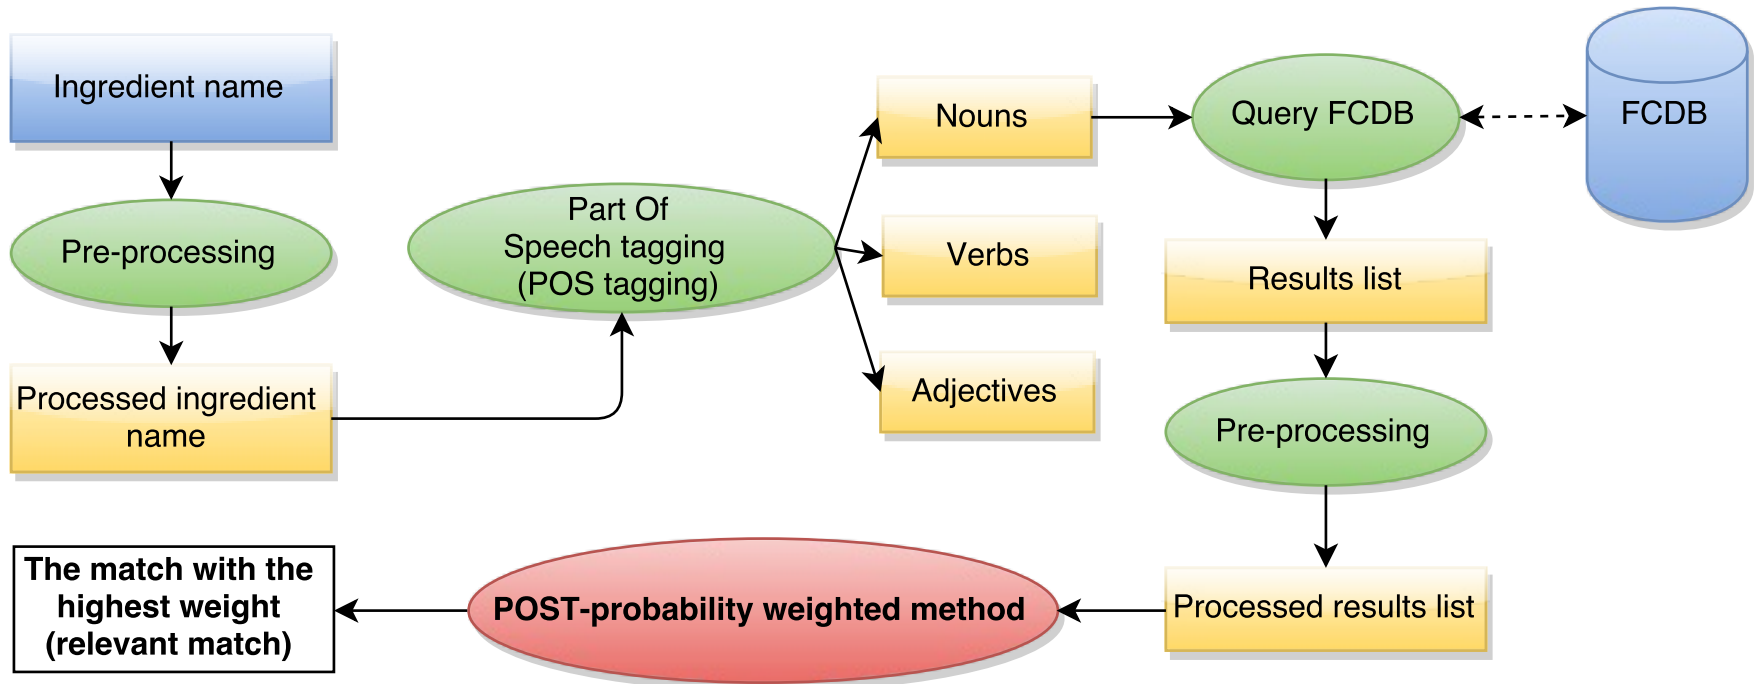 Ingredient name
Pre-processing
Processed ingredient
name
Part Of
Speech tagging
(POS tagging)
Nouns
Verbs
Adjectives
Query FCDB
FCDB
Results list
Pre-processing
Processed results list
POST-probability weighted method
The match with the
highest weight
(relevant match)